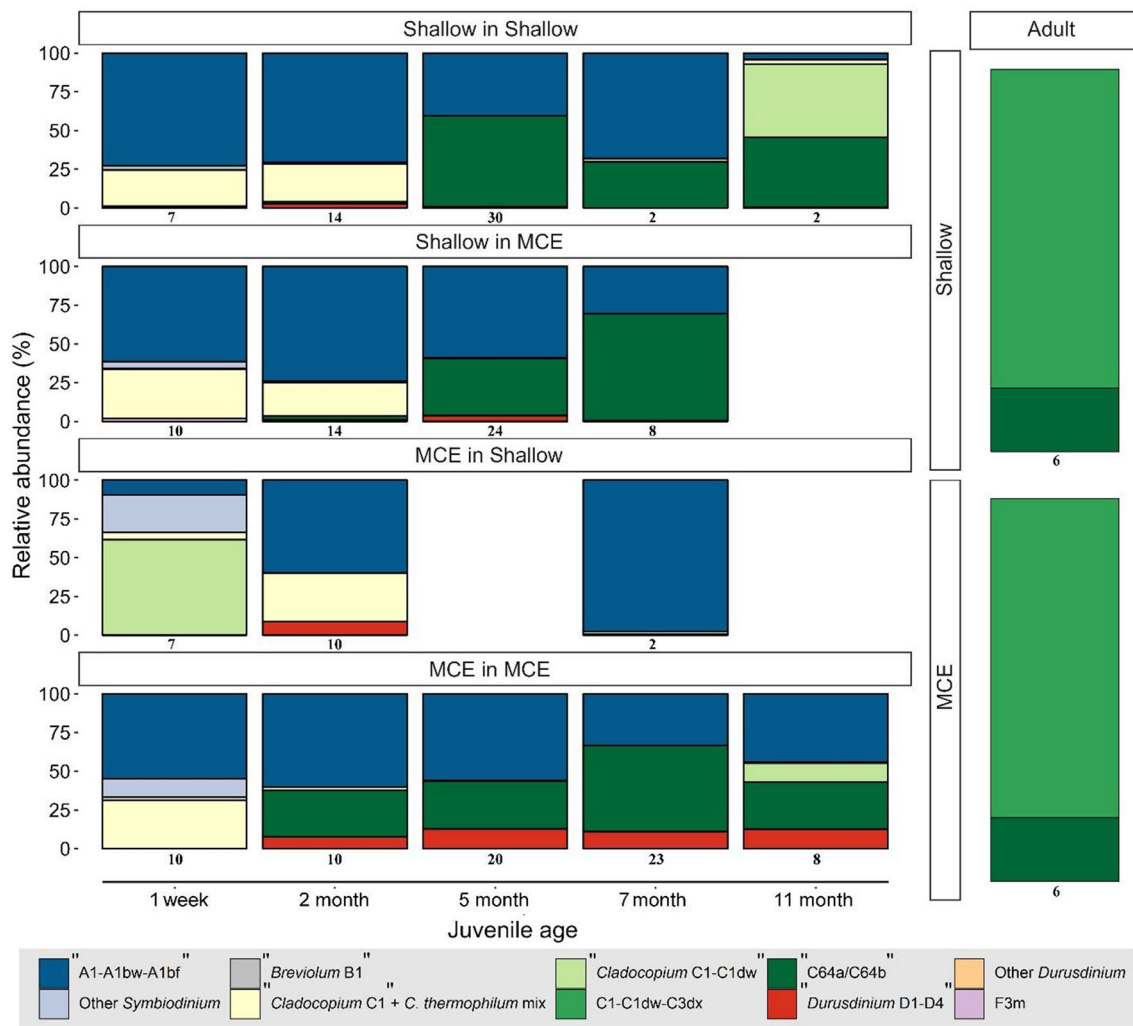 Shallow in Shallow
Adult
100
75
50
25
0
7 14 30 2 2
Shallow in MCE
100
75
50
25
0
10 14 24 8
Shallow
6
MCE in Shallow
100
75
50
25
0
7 10 2
MCE in MCE
100
75
50
25
0
10 10 20 23 8
MCE
6
Relative abundance (%)
1 week 2 month 5 month 7 month 11 month
Juvenile age
"A1-A1bw-A1bf" "Breviolum B1" "Cladocopium C1-C1dw" "C64a/C64b" Other Durusdinium
Other Symbiodinium "Cladocopium C1" + C. thermophilum mix C1-C1dw-C3dx "Durusdinium D1-D4" F3m